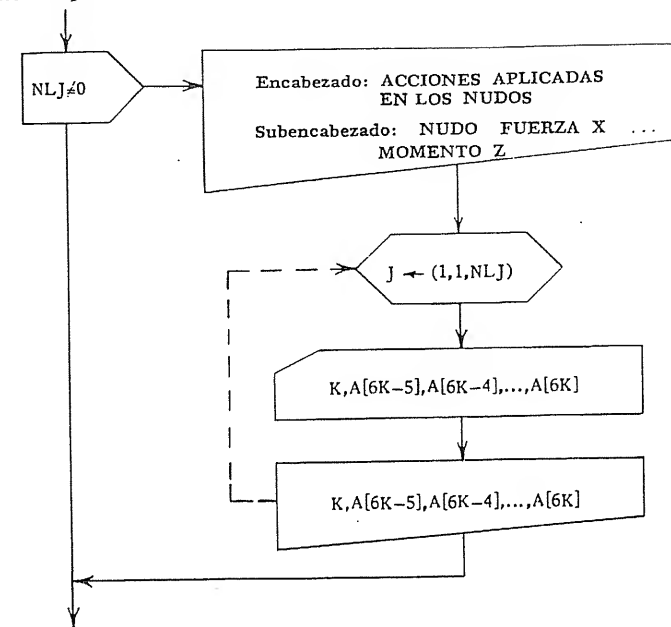 NLJ≠0
Encabezado: ACCIONES APLICADAS
EN LOS NUDOS
Subencabezado: NUDO FUERZA X ...
MOMENTO Z
J ← (1,1,NLJ)
K,A[6K−5],A[6K−4],...,A[6K]
K,A[6K−5],A[6K−4],...,A[6K]